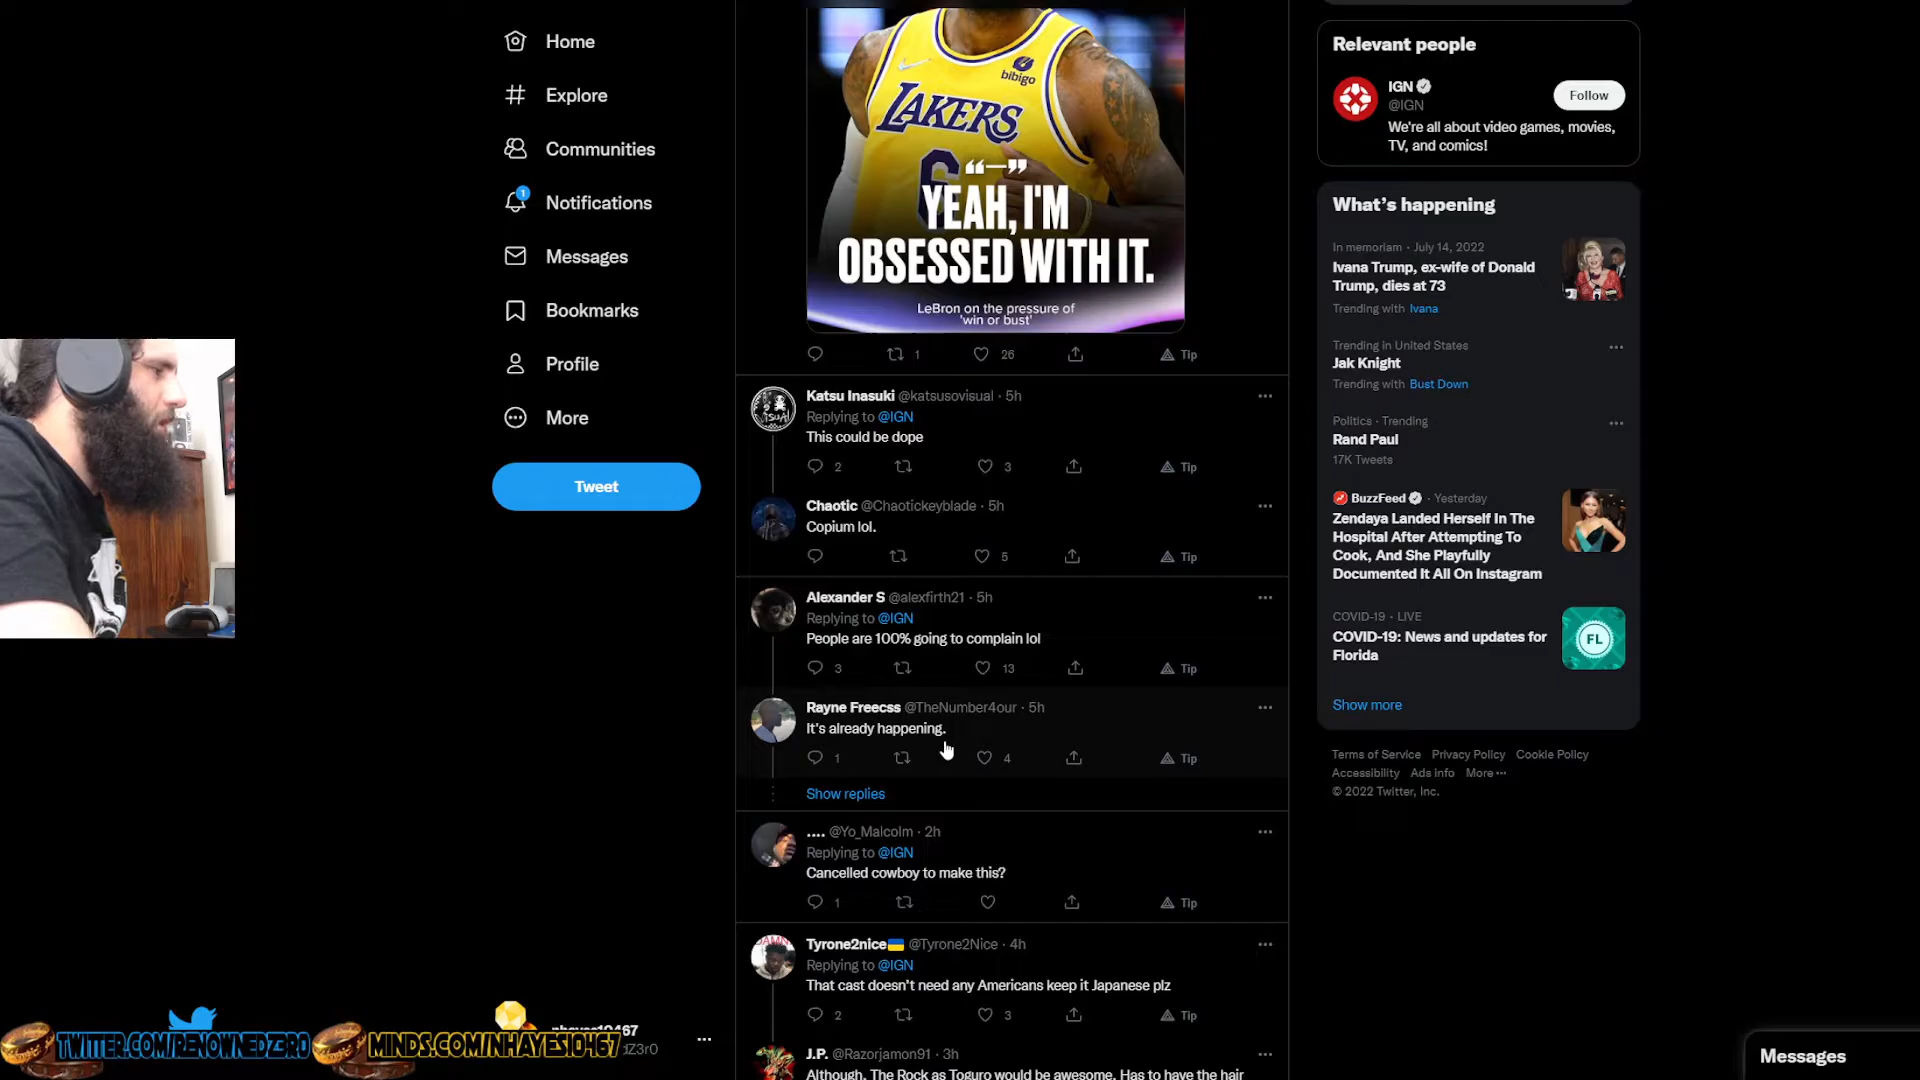 Home
Explore
Communities
1
Notifications
Messages
Bookmarks
Profile
More
Tweet
bibigo
LAKERS
6
“—”
YEAH, I'M
OBSESSED WITH IT.
LeBron on the pressure of
'win or bust'
1 26 Tip
Katsu Inasuki @katsusovisual · 5h
Replying to @IGN
This could be dope
2 3 Tip
Chaotic @Chaotickeyblade · 5h
Copium lol.
5 Tip
Alexander S @alexfirth21 · 5h
Replying to @IGN
People are 100% going to complain lol
3 13 Tip
Rayne Freecss @TheNumber4our · 5h
It's already happening.
1 4 Tip
Show replies
.... @Yo_Malcolm · 2h
Replying to @IGN
Cancelled cowboy to make this?
1 Tip
Tyrone2nice @Tyrone2Nice · 4h
Replying to @IGN
That cast doesn't need any Americans keep it Japanese plz
2 3 Tip
J.P. @Razorjamon91 · 3h
Although, The Rock as Toguro would be awesome. Has to have the hair
Relevant people
IGN
@IGN
Follow
We're all about video games, movies,
TV, and comics!
What's happening
In memoriam · July 14, 2022
Ivana Trump, ex-wife of Donald
Trump, dies at 73
Trending with Ivana
Trending in United States
Jak Knight
Trending with Bust Down
Politics · Trending
Rand Paul
17K Tweets
BuzzFeed · Yesterday
Zendaya Landed Herself In The
Hospital After Attempting To
Cook, And She Playfully
Documented It All On Instagram
COVID-19 · LIVE
COVID-19: News and updates for
Florida
FL
Show more
Terms of Service Privacy Policy Cookie Policy
Accessibility Ads info More ···
© 2022 Twitter, Inc.
Messages
TWITTER.COM/RENOWNEDZ3R0
MINDS.COM/NHAYES10467